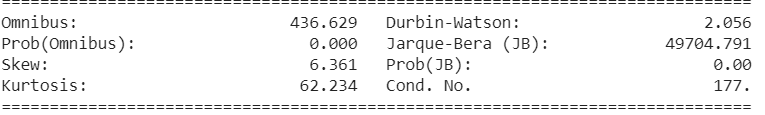 ==============================================================================
Omnibus:                      436.629   Durbin-Watson:                   2.056
Prob(Omnibus):                  0.000   Jarque-Bera (JB):            49704.791
Skew:                           6.361   Prob(JB):                         0.00
Kurtosis:                      62.234   Cond. No.                         177.
==============================================================================